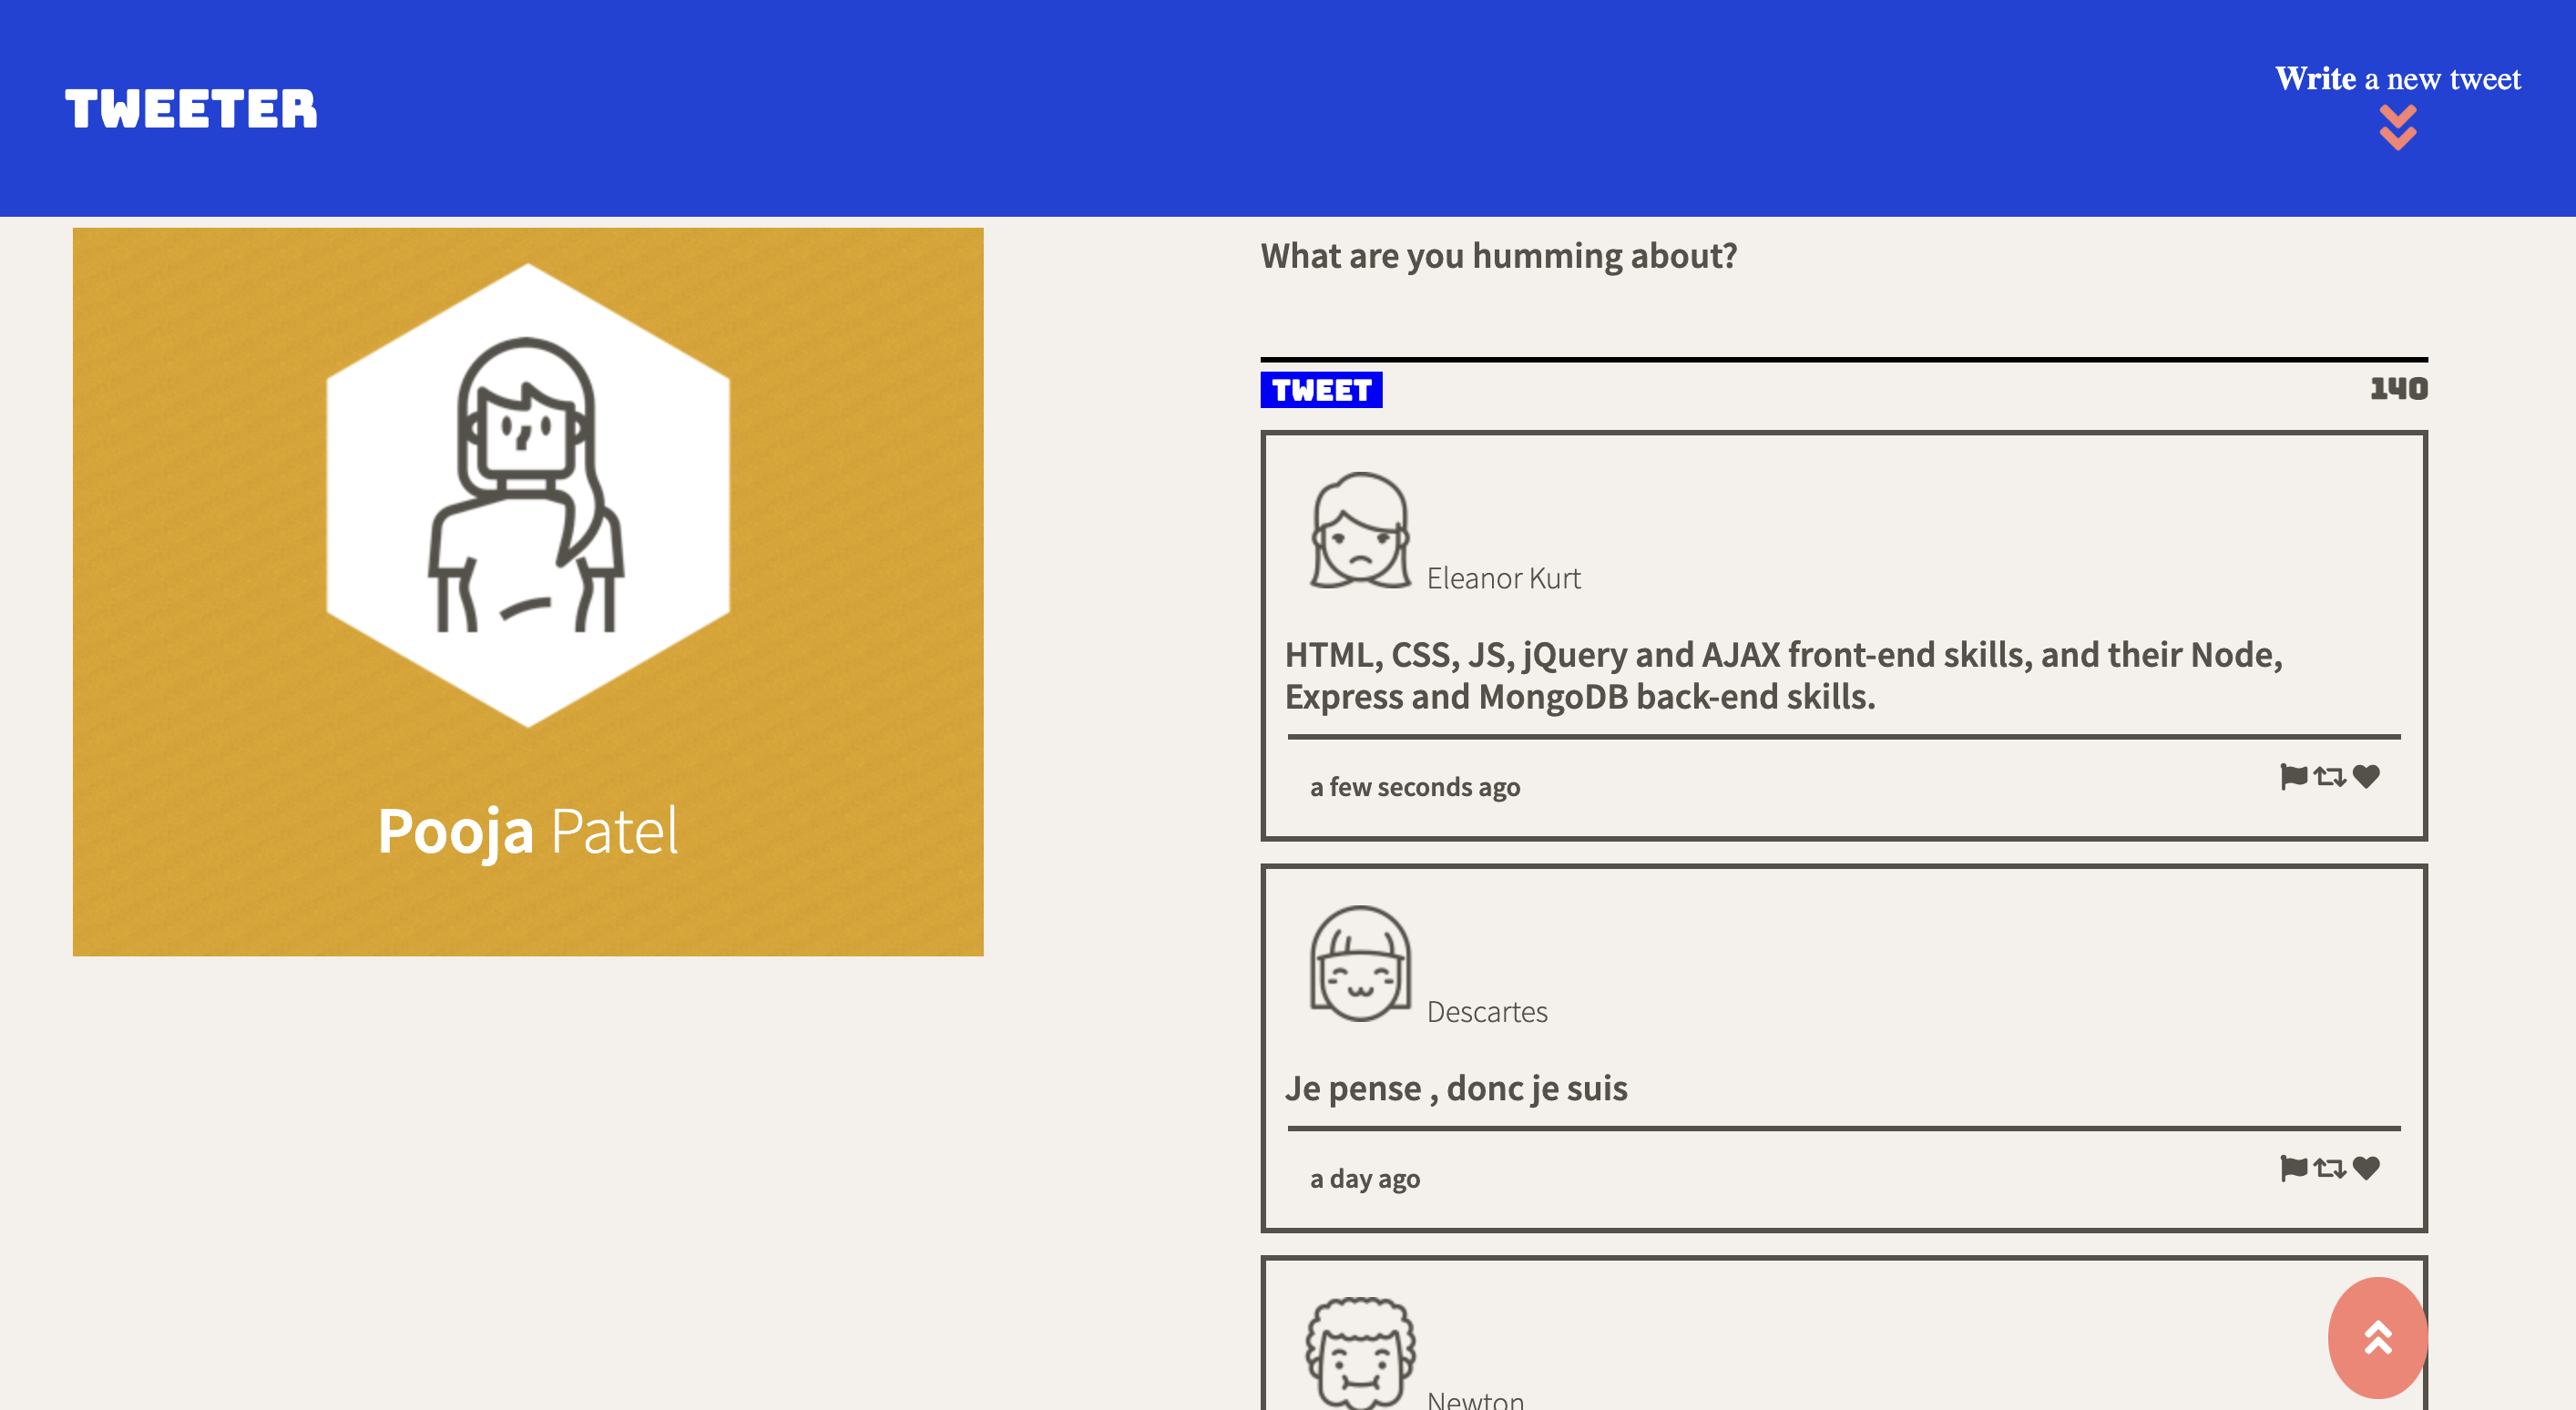 TWEETER
Write a new tweet
Pooja Patel
What are you humming about?
TWEET
140
Eleanor Kurt
HTML, CSS, JS, jQuery and AJAX front-end skills, and their Node,
Express and MongoDB back-end skills.
a few seconds ago
Descartes
Je pense , donc je suis
a day ago
Newton